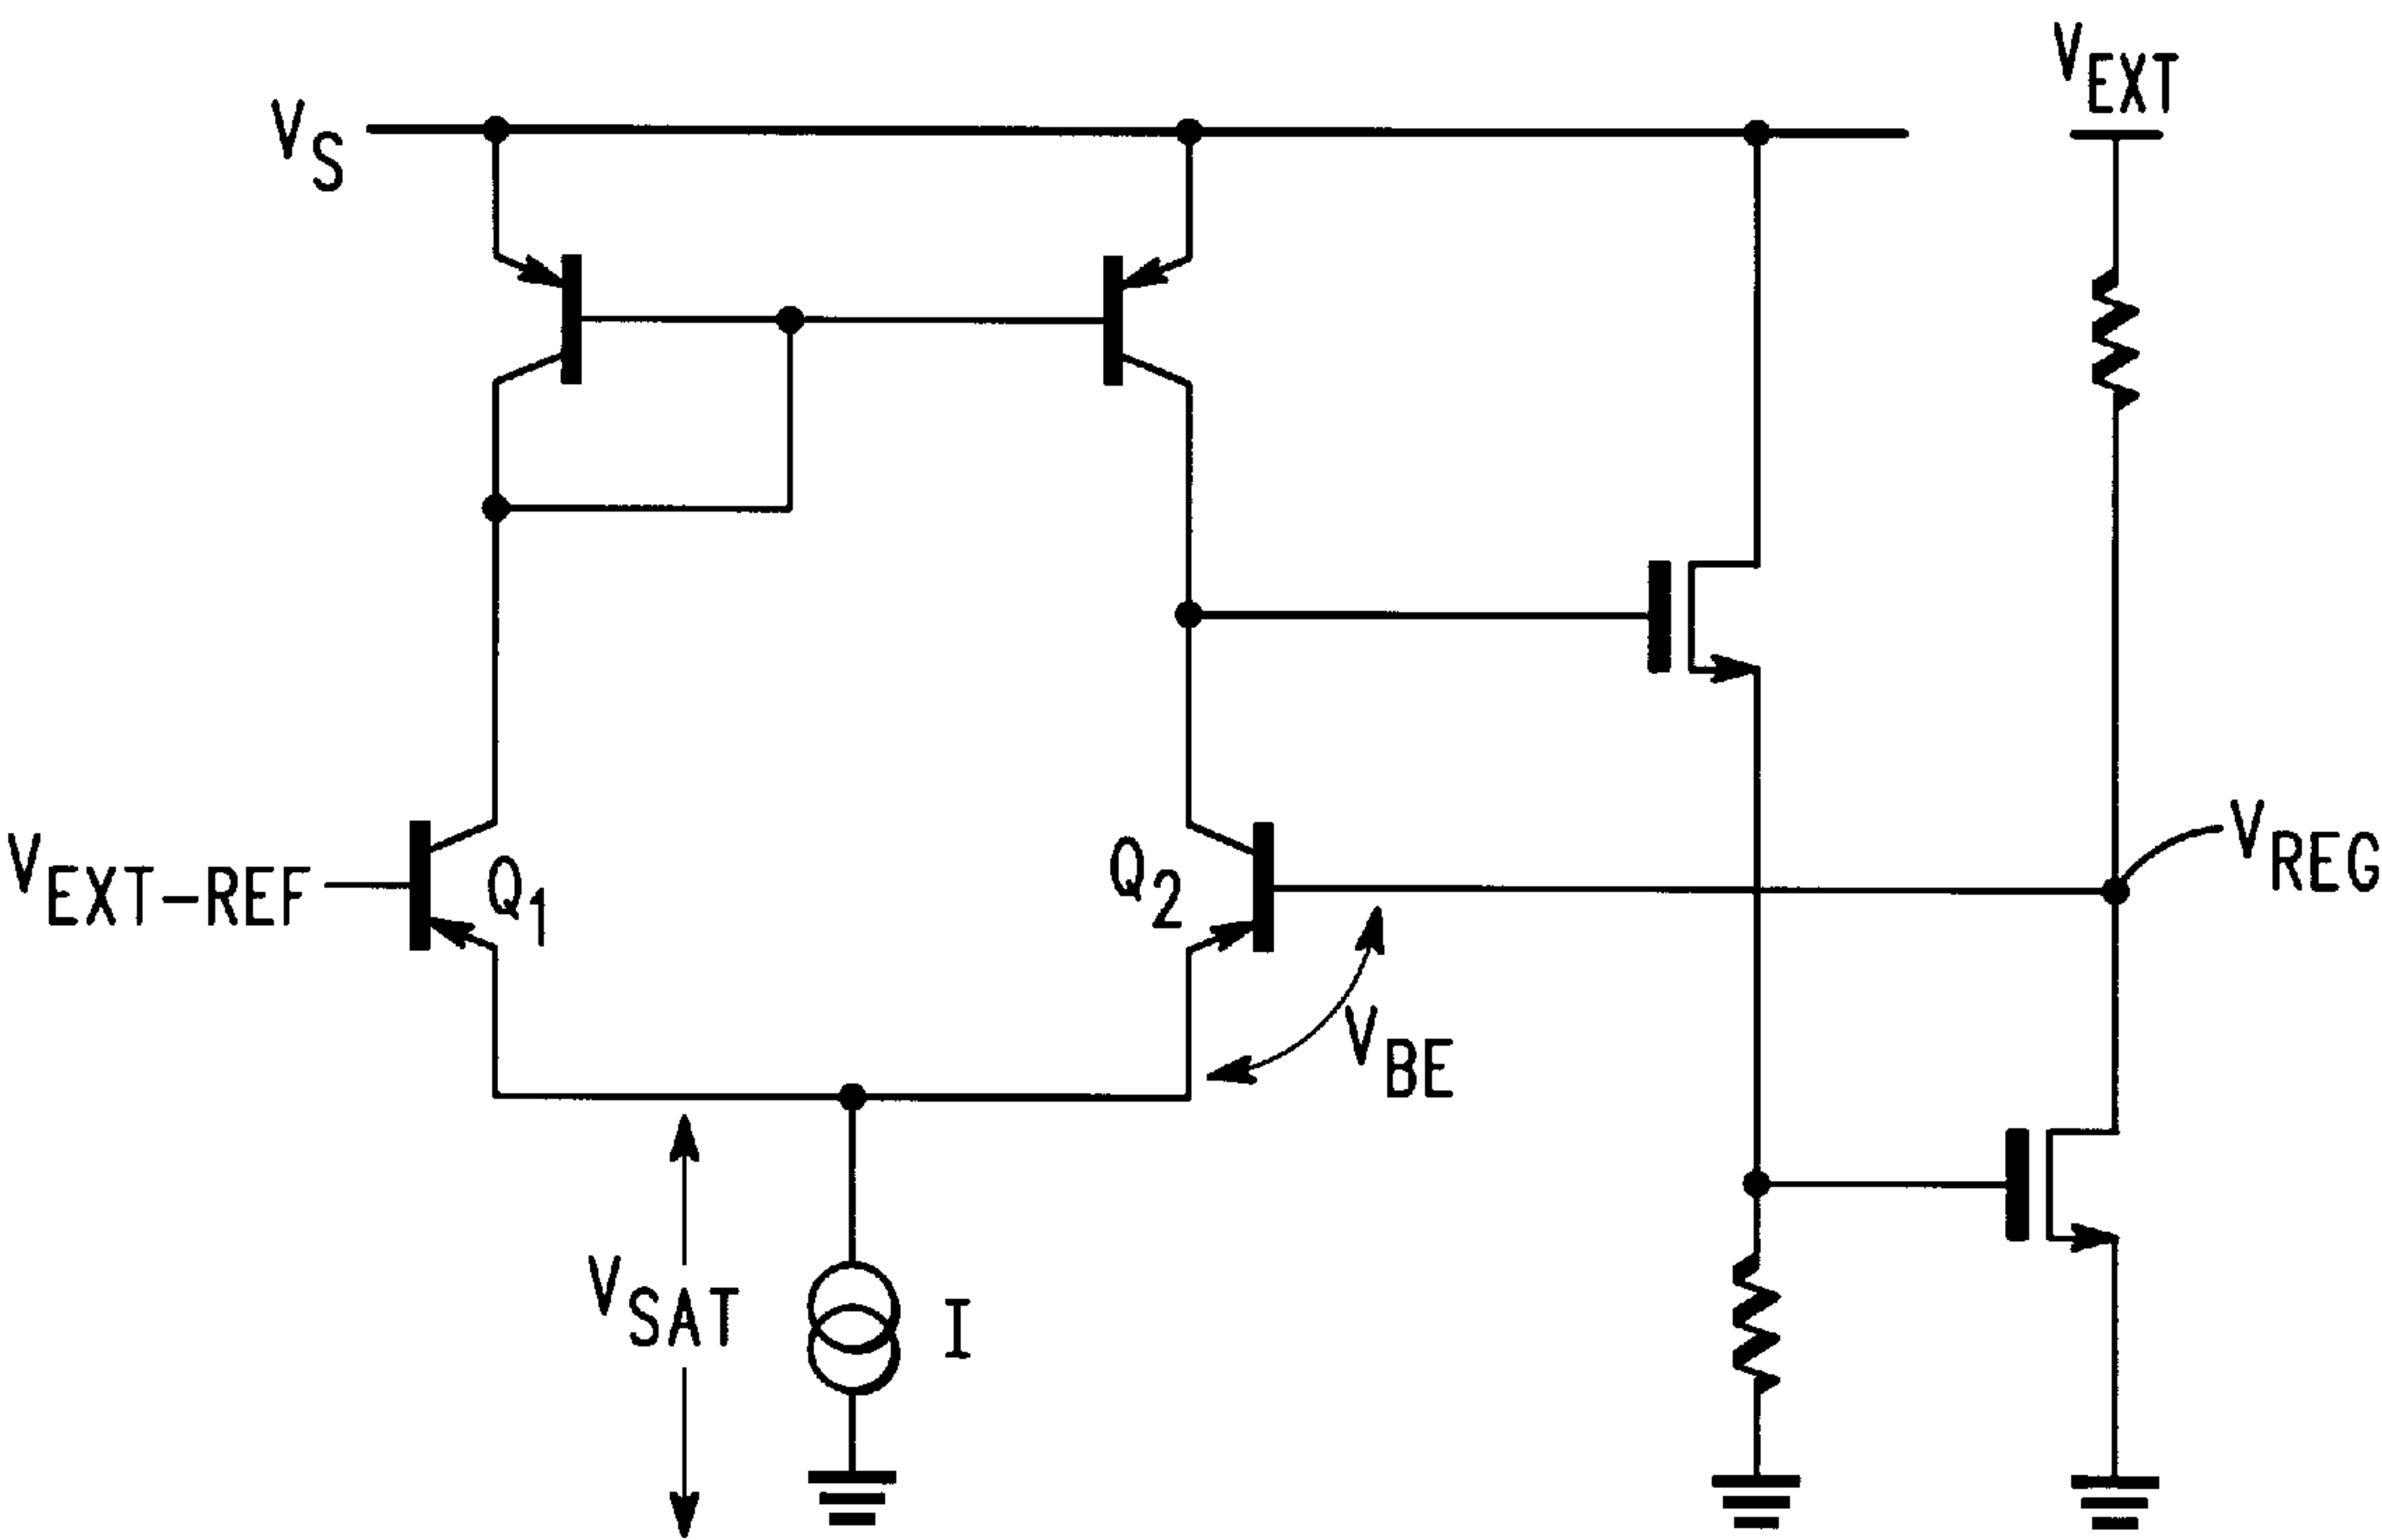 V_EXT
V_S
V_EXT-REF
Q_1
Q_2
V_REG
V_BE
V_SAT
I